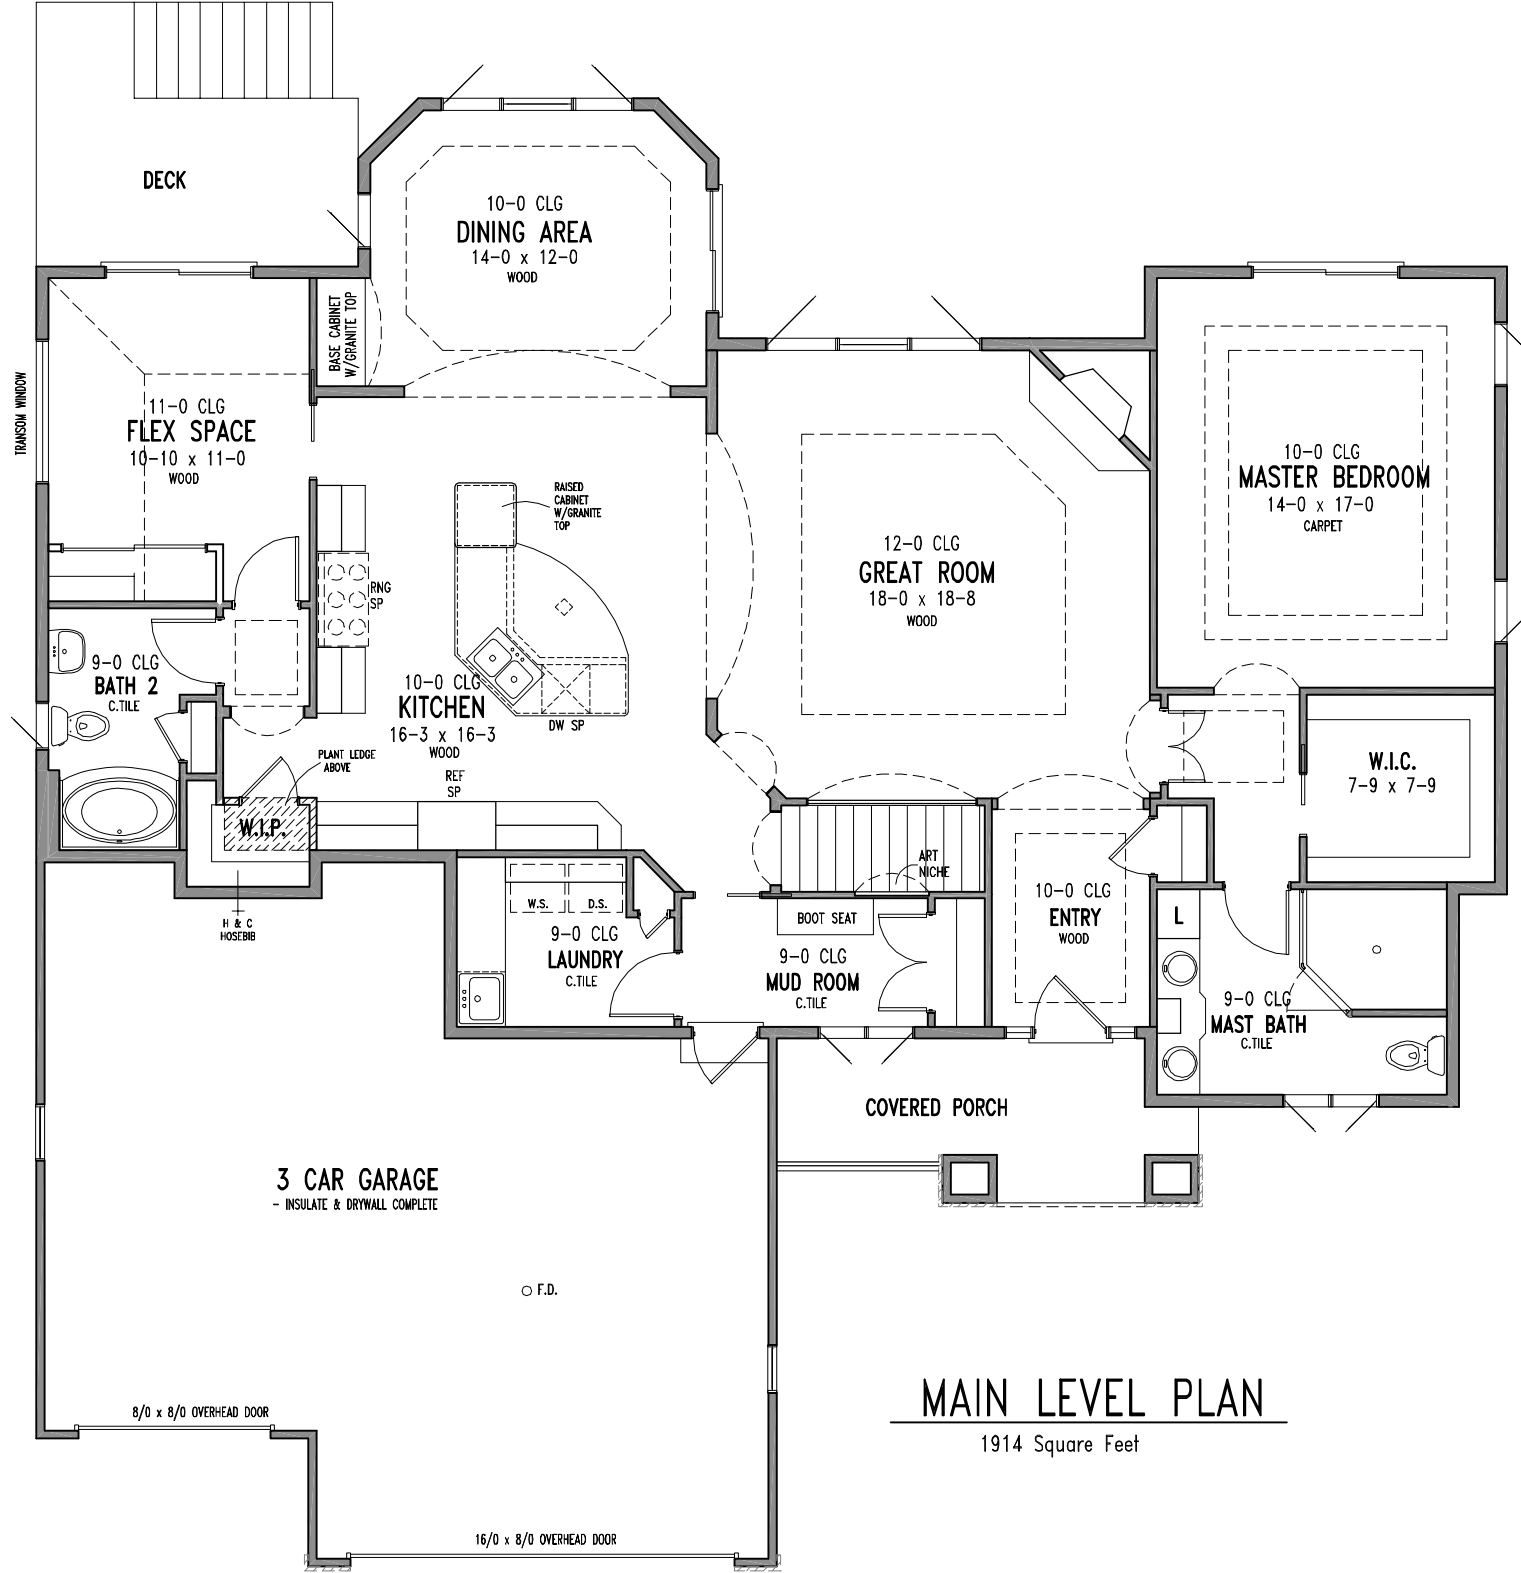 DECK
10-0 CLG
DINING AREA
14-0 x 12-0
WOOD
BASE CABINET
W/GRANITE TOP
TRANSOM WINDOW
11-0 CLG
FLEX SPACE
10-10 x 11-0
WOOD
RAISED
CABINET
W/GRANITE
TOP
10-0 CLG
MASTER BEDROOM
14-0 x 17-0
CARPET
12-0 CLG
GREAT ROOM
18-0 x 18-8
WOOD
RNG
SP
9-0 CLG
BATH 2
C.TILE
10-0 CLG
KITCHEN
16-3 x 16-3
WOOD
DW SP
PLANT LEDGE
ABOVE
REF
SP
W.I.C.
7-9 x 7-9
W.I.P.
ART
NICHE
H & C
HOSEBIB
W.S.
D.S.
9-0 CLG
LAUNDRY
C.TILE
BOOT SEAT
9-0 CLG
MUD ROOM
C.TILE
10-0 CLG
ENTRY
WOOD
L
9-0 CLG
MAST BATH
C.TILE
COVERED PORCH
3 CAR GARAGE
- INSULATE & DRYWALL COMPLETE
F.D.
8/0 x 8/0 OVERHEAD DOOR
16/0 x 8/0 OVERHEAD DOOR
MAIN LEVEL PLAN
1914 Square Feet